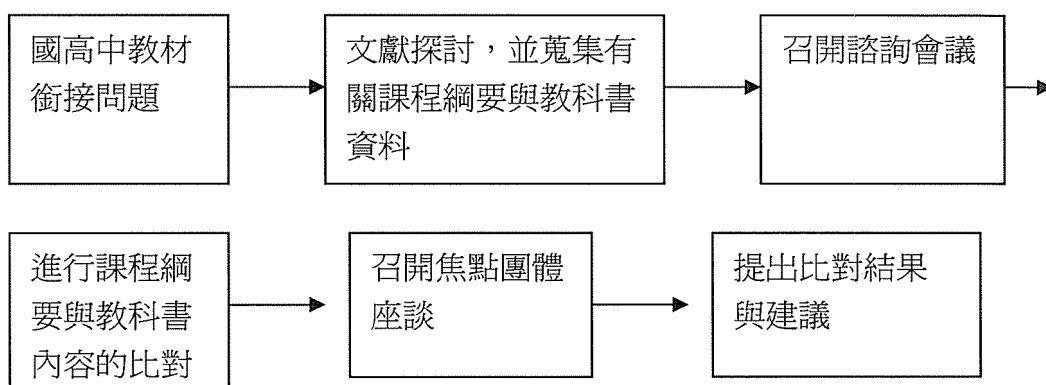 國高中教材
銜接問題
文獻探討，並蒐集有
關課程綱要與教科書
資料
召開諮詢會議
進行課程綱
要與教科書
內容的比對
召開焦點團體
座談
提出比對結果
與建議